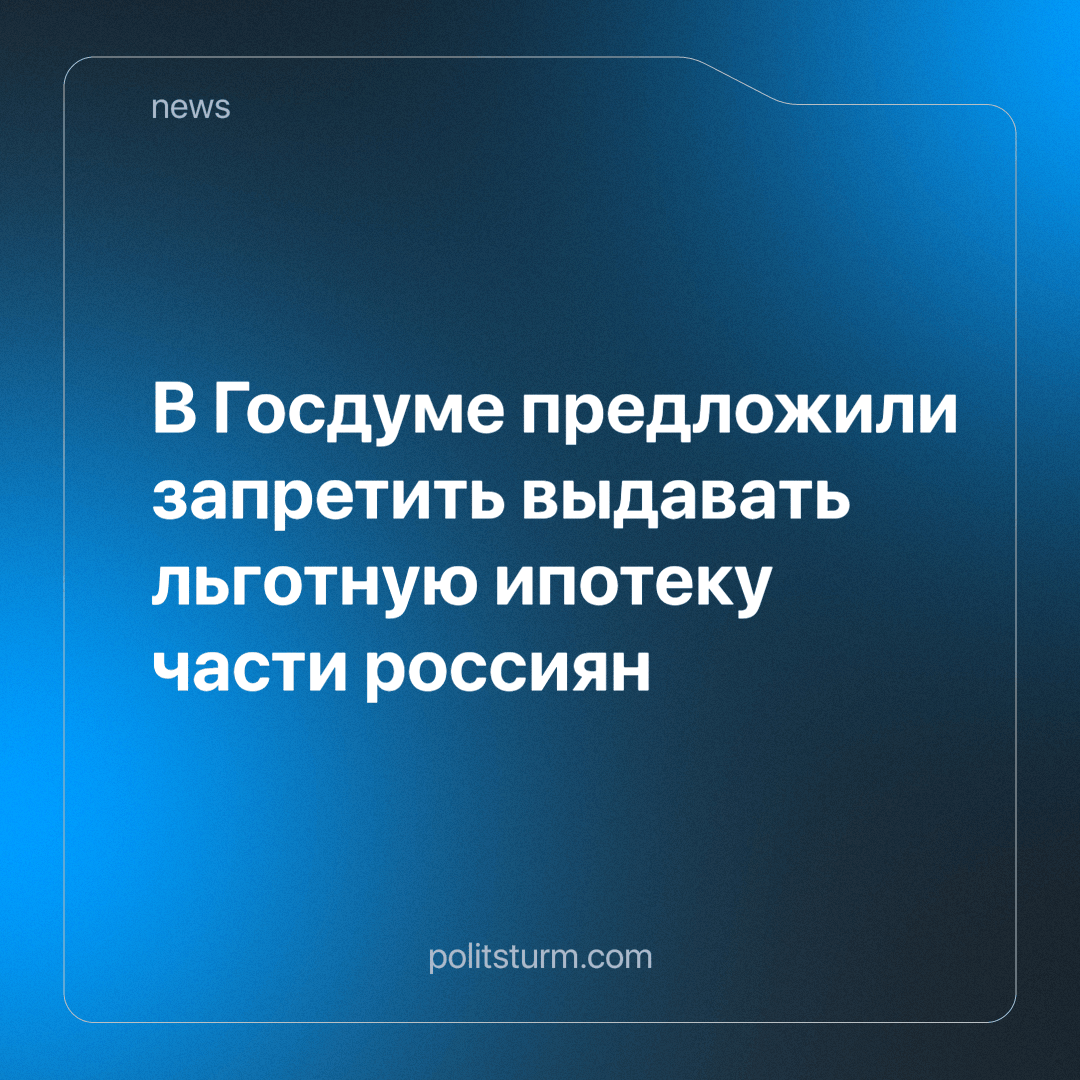 news
В Госдуме предложили
запретить выдавать
льготную ипотеку
части россиян
politsturm.com